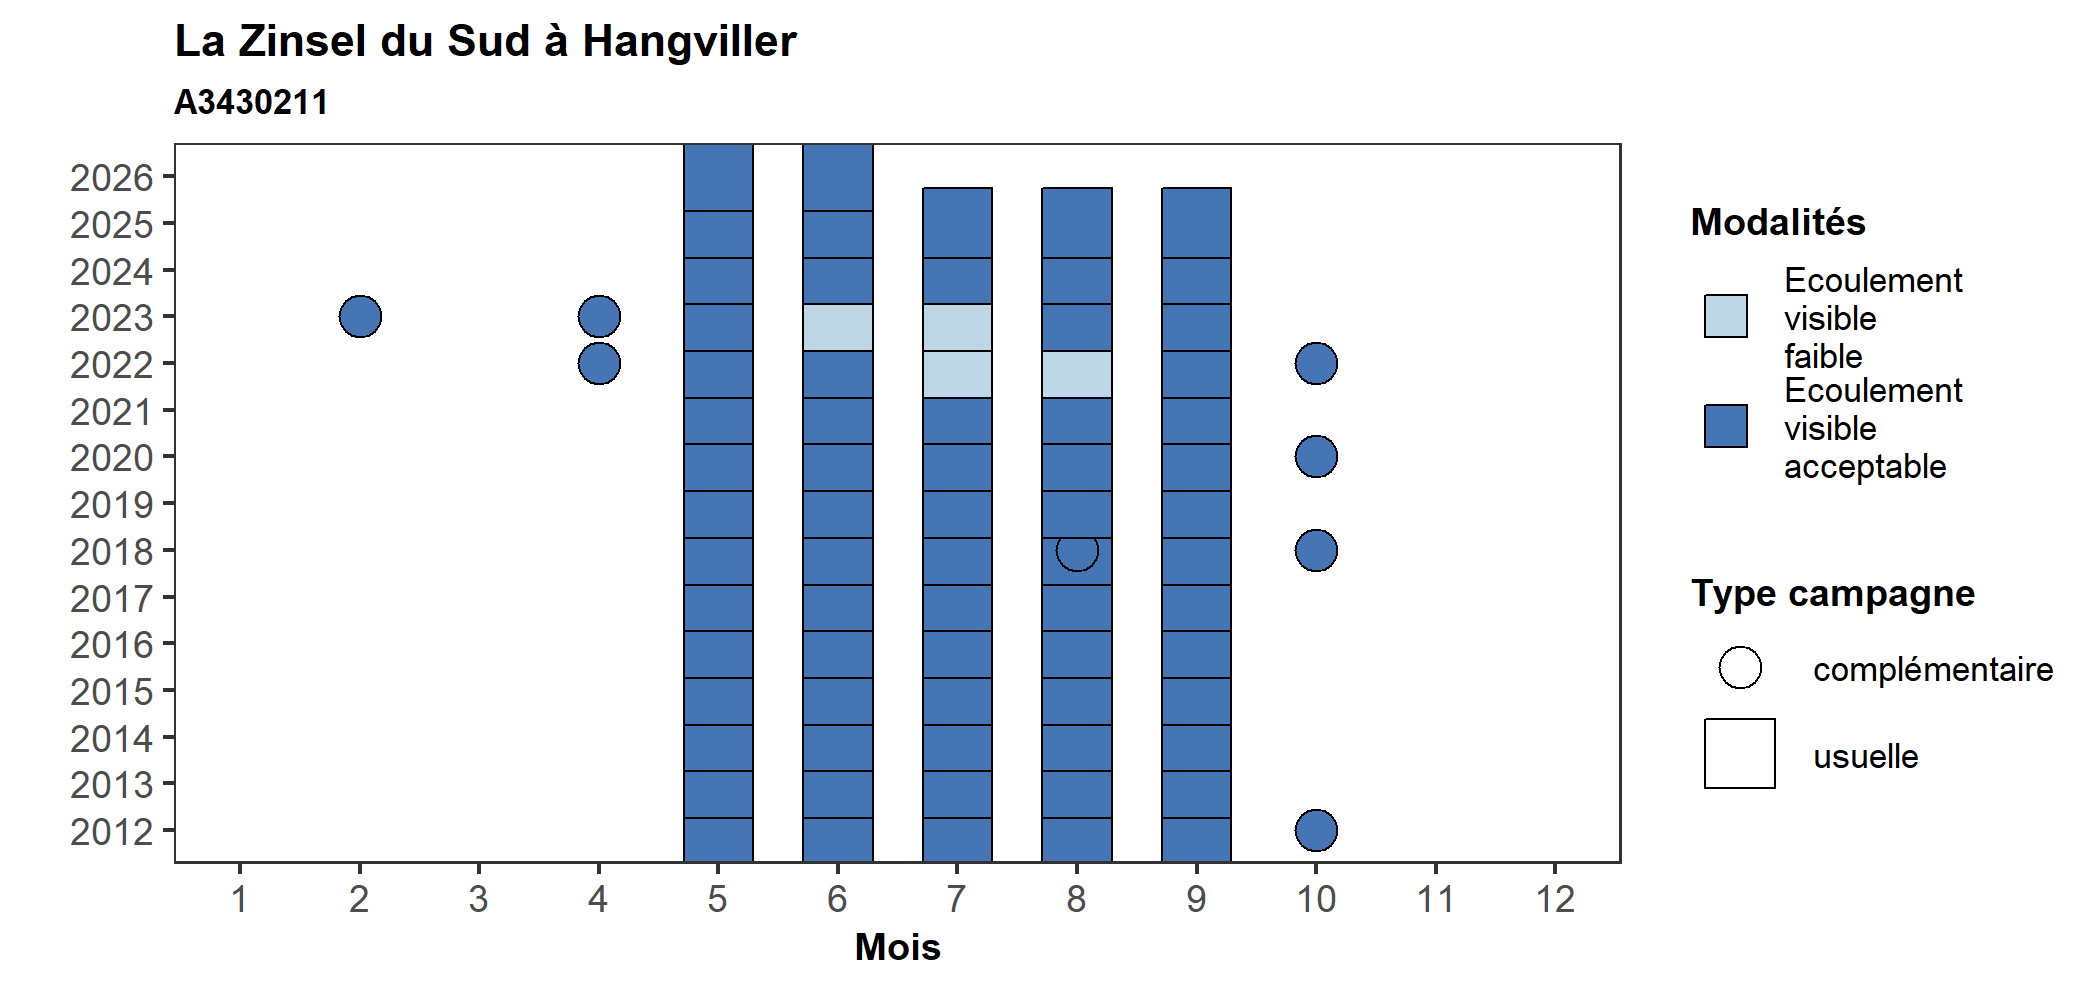 La Zinsel du Sud à Hangviller
A3430211
2026
2025
2024
2023
2022
2021
2020
2019
2018
2017
2016
2015
2014
2013
2012
1 2 3 4 5 6 7 8 9 10 11 12
Mois
Modalités
Ecoulement
visible
faible
Ecoulement
visible
acceptable
Type campagne
complémentaire
usuelle